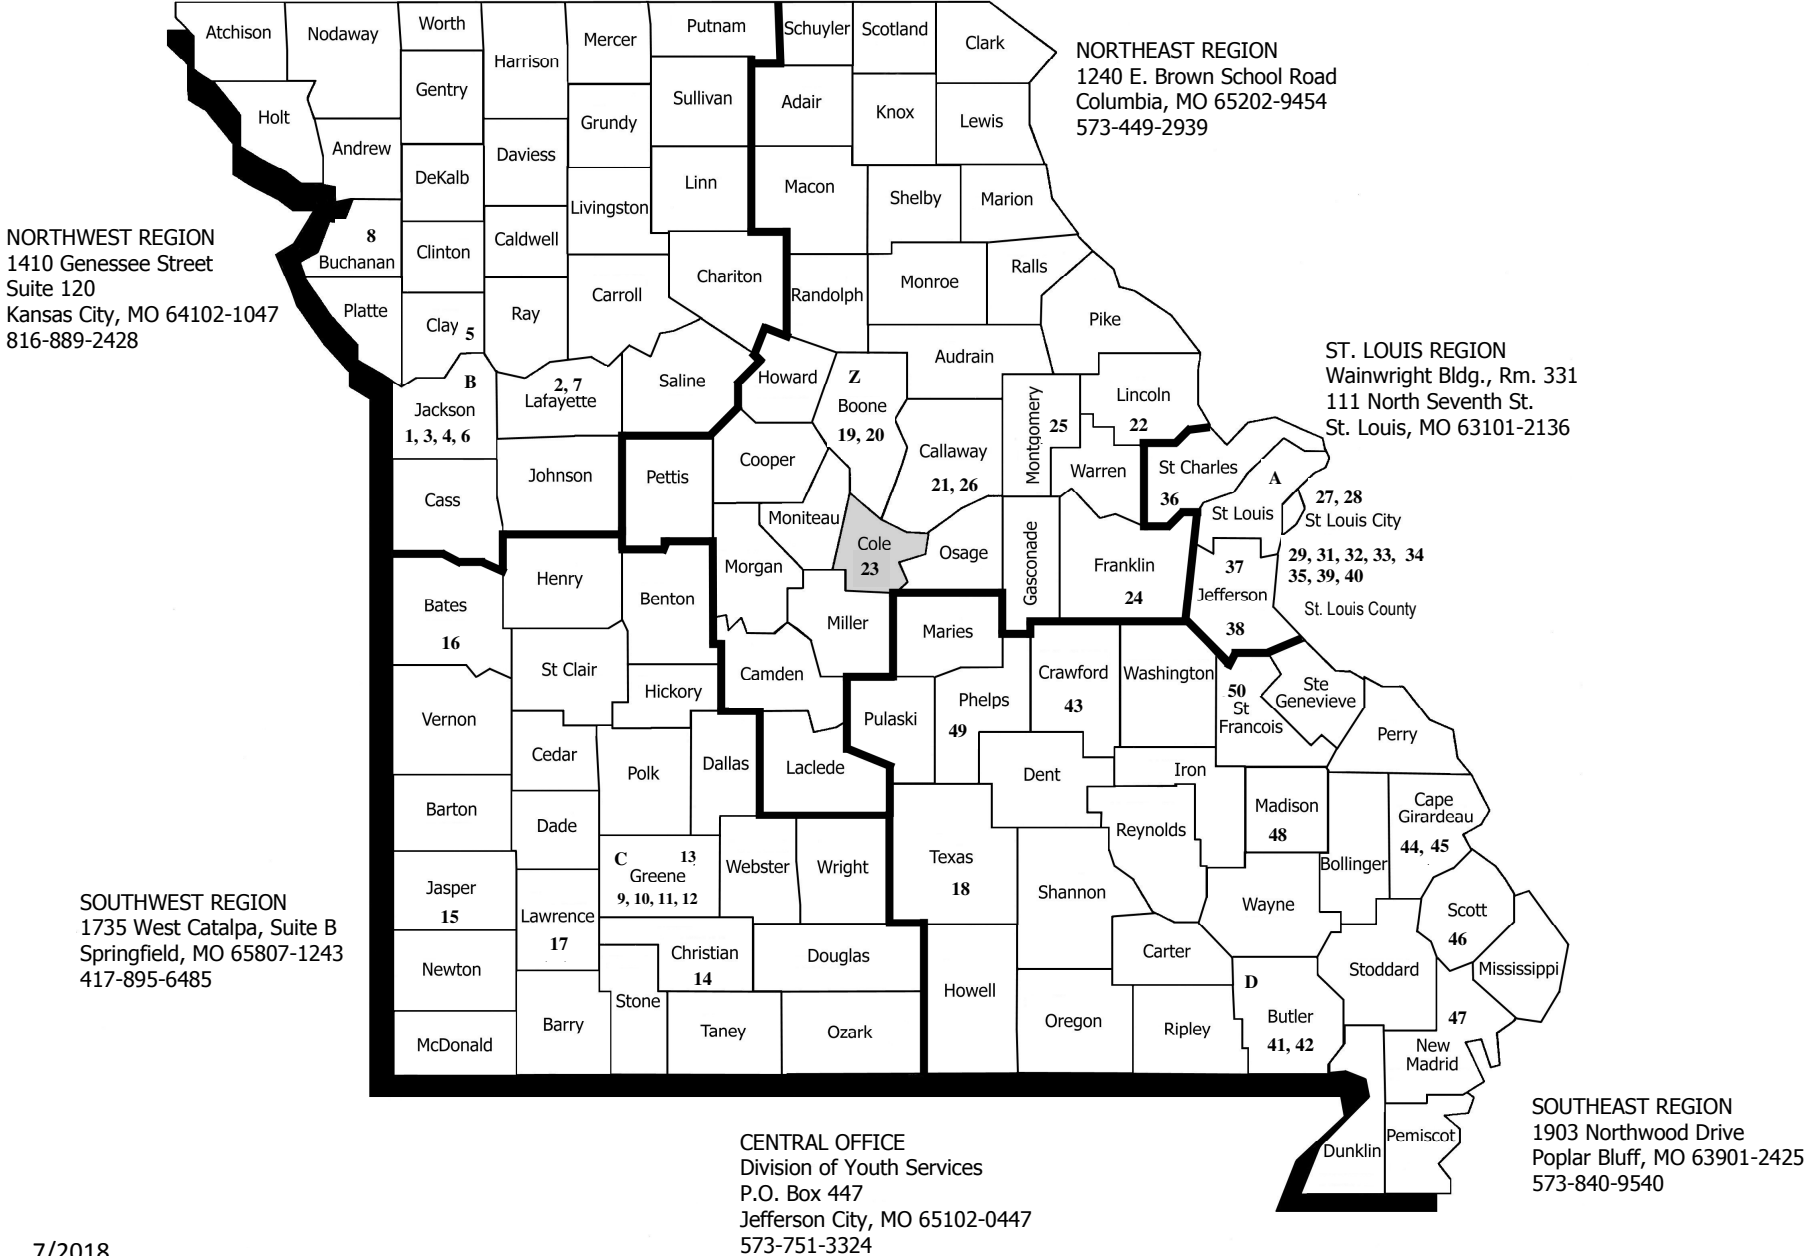 Atchison
Nodaway
Worth
Harrison
Mercer
Putnam
Schuyler
Scotland
Clark
NORTHEAST REGION
1240 E. Brown School Road
Columbia, MO 65202-9454
573-449-2939
Holt
Gentry
Sullivan
Adair
Knox
Lewis
Andrew
Grundy
Daviess
DeKalb
Linn
Macon
Shelby
Marion
Livingston
NORTHWEST REGION
1410 Genessee Street
Suite 120
Kansas City, MO 64102-1047
816-889-2428
8
Buchanan
Clinton
Caldwell
Chariton
Randolph
Monroe
Ralls
Platte
Clay 5
Ray
Carroll
Pike
Audrain
ST. LOUIS REGION
Wainwright Bldg., Rm. 331
111 North Seventh St.
St. Louis, MO 63101-2136
B
Jackson
1, 3, 4, 6
2, 7
Lafayette
Saline
Howard
Z
Boone
19, 20
Callaway
21, 26
Montgomery
25
Lincoln
22
Warren
St Charles
36
A
St Louis
27, 28
St Louis City
29, 31, 32, 33, 34
35, 39, 40
St. Louis County
Cass
Johnson
Pettis
Cooper
Moniteau
Cole
23
Osage
Gasconade
Franklin
24
37
Jefferson
38
Morgan
Henry
Benton
Bates
16
Miller
Maries
St Clair
Hickory
Camden
Crawford
43
Washington
50
St
Francois
Ste
Genevieve
Vernon
Pulaski
Phelps
49
Perry
Cedar
Polk
Dallas
Laclede
Dent
Iron
Barton
Dade
Reynolds
Madison
48
Cape
Girardeau
44, 45
C
13
Greene
9, 10, 11, 12
Webster
Wright
Texas
18
Bollinger
Jasper
15
Shannon
Wayne
Scott
46
SOUTHWEST REGION
1735 West Catalpa, Suite B
Springfield, MO 65807-1243
417-895-6485
Lawrence
17
Christian
14
Douglas
Carter
Stoddard
Mississippi
Newton
Howell
D
Butler
41, 42
47
New
Madrid
Stone
Barry
Taney
Ozark
Oregon
Ripley
McDonald
Dunklin
Pemiscot
SOUTHEAST REGION
1903 Northwood Drive
Poplar Bluff, MO 63901-2425
573-840-9540
CENTRAL OFFICE
Division of Youth Services
P.O. Box 447
Jefferson City, MO 65102-0447
573-751-3324
7/2018